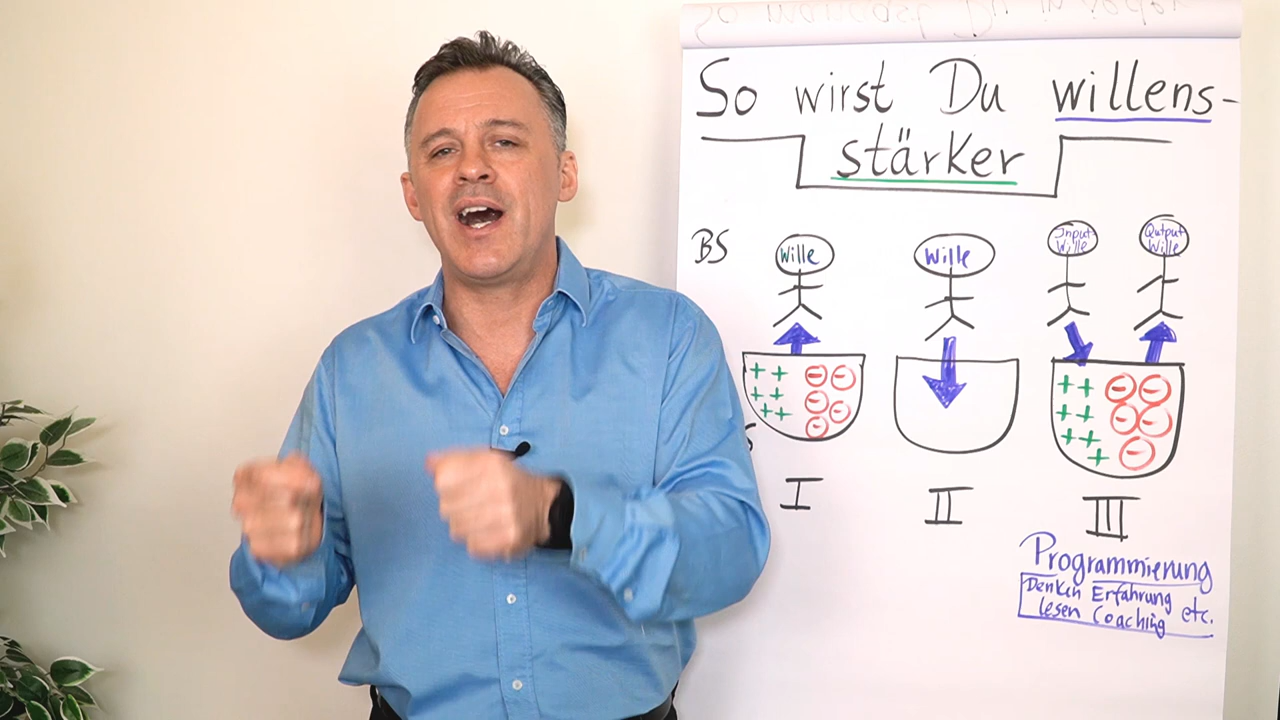 So wirst Du willens-
stärker
BS
Wille
Wille
Input
Wille
Output
Wille
+ +
+ +
+ +
- -
- -
-
+ +
+ +
+ +
+
- -
- -
-
I
II
III
Programmierung
Denken Erfahrung
lesen Coaching etc.